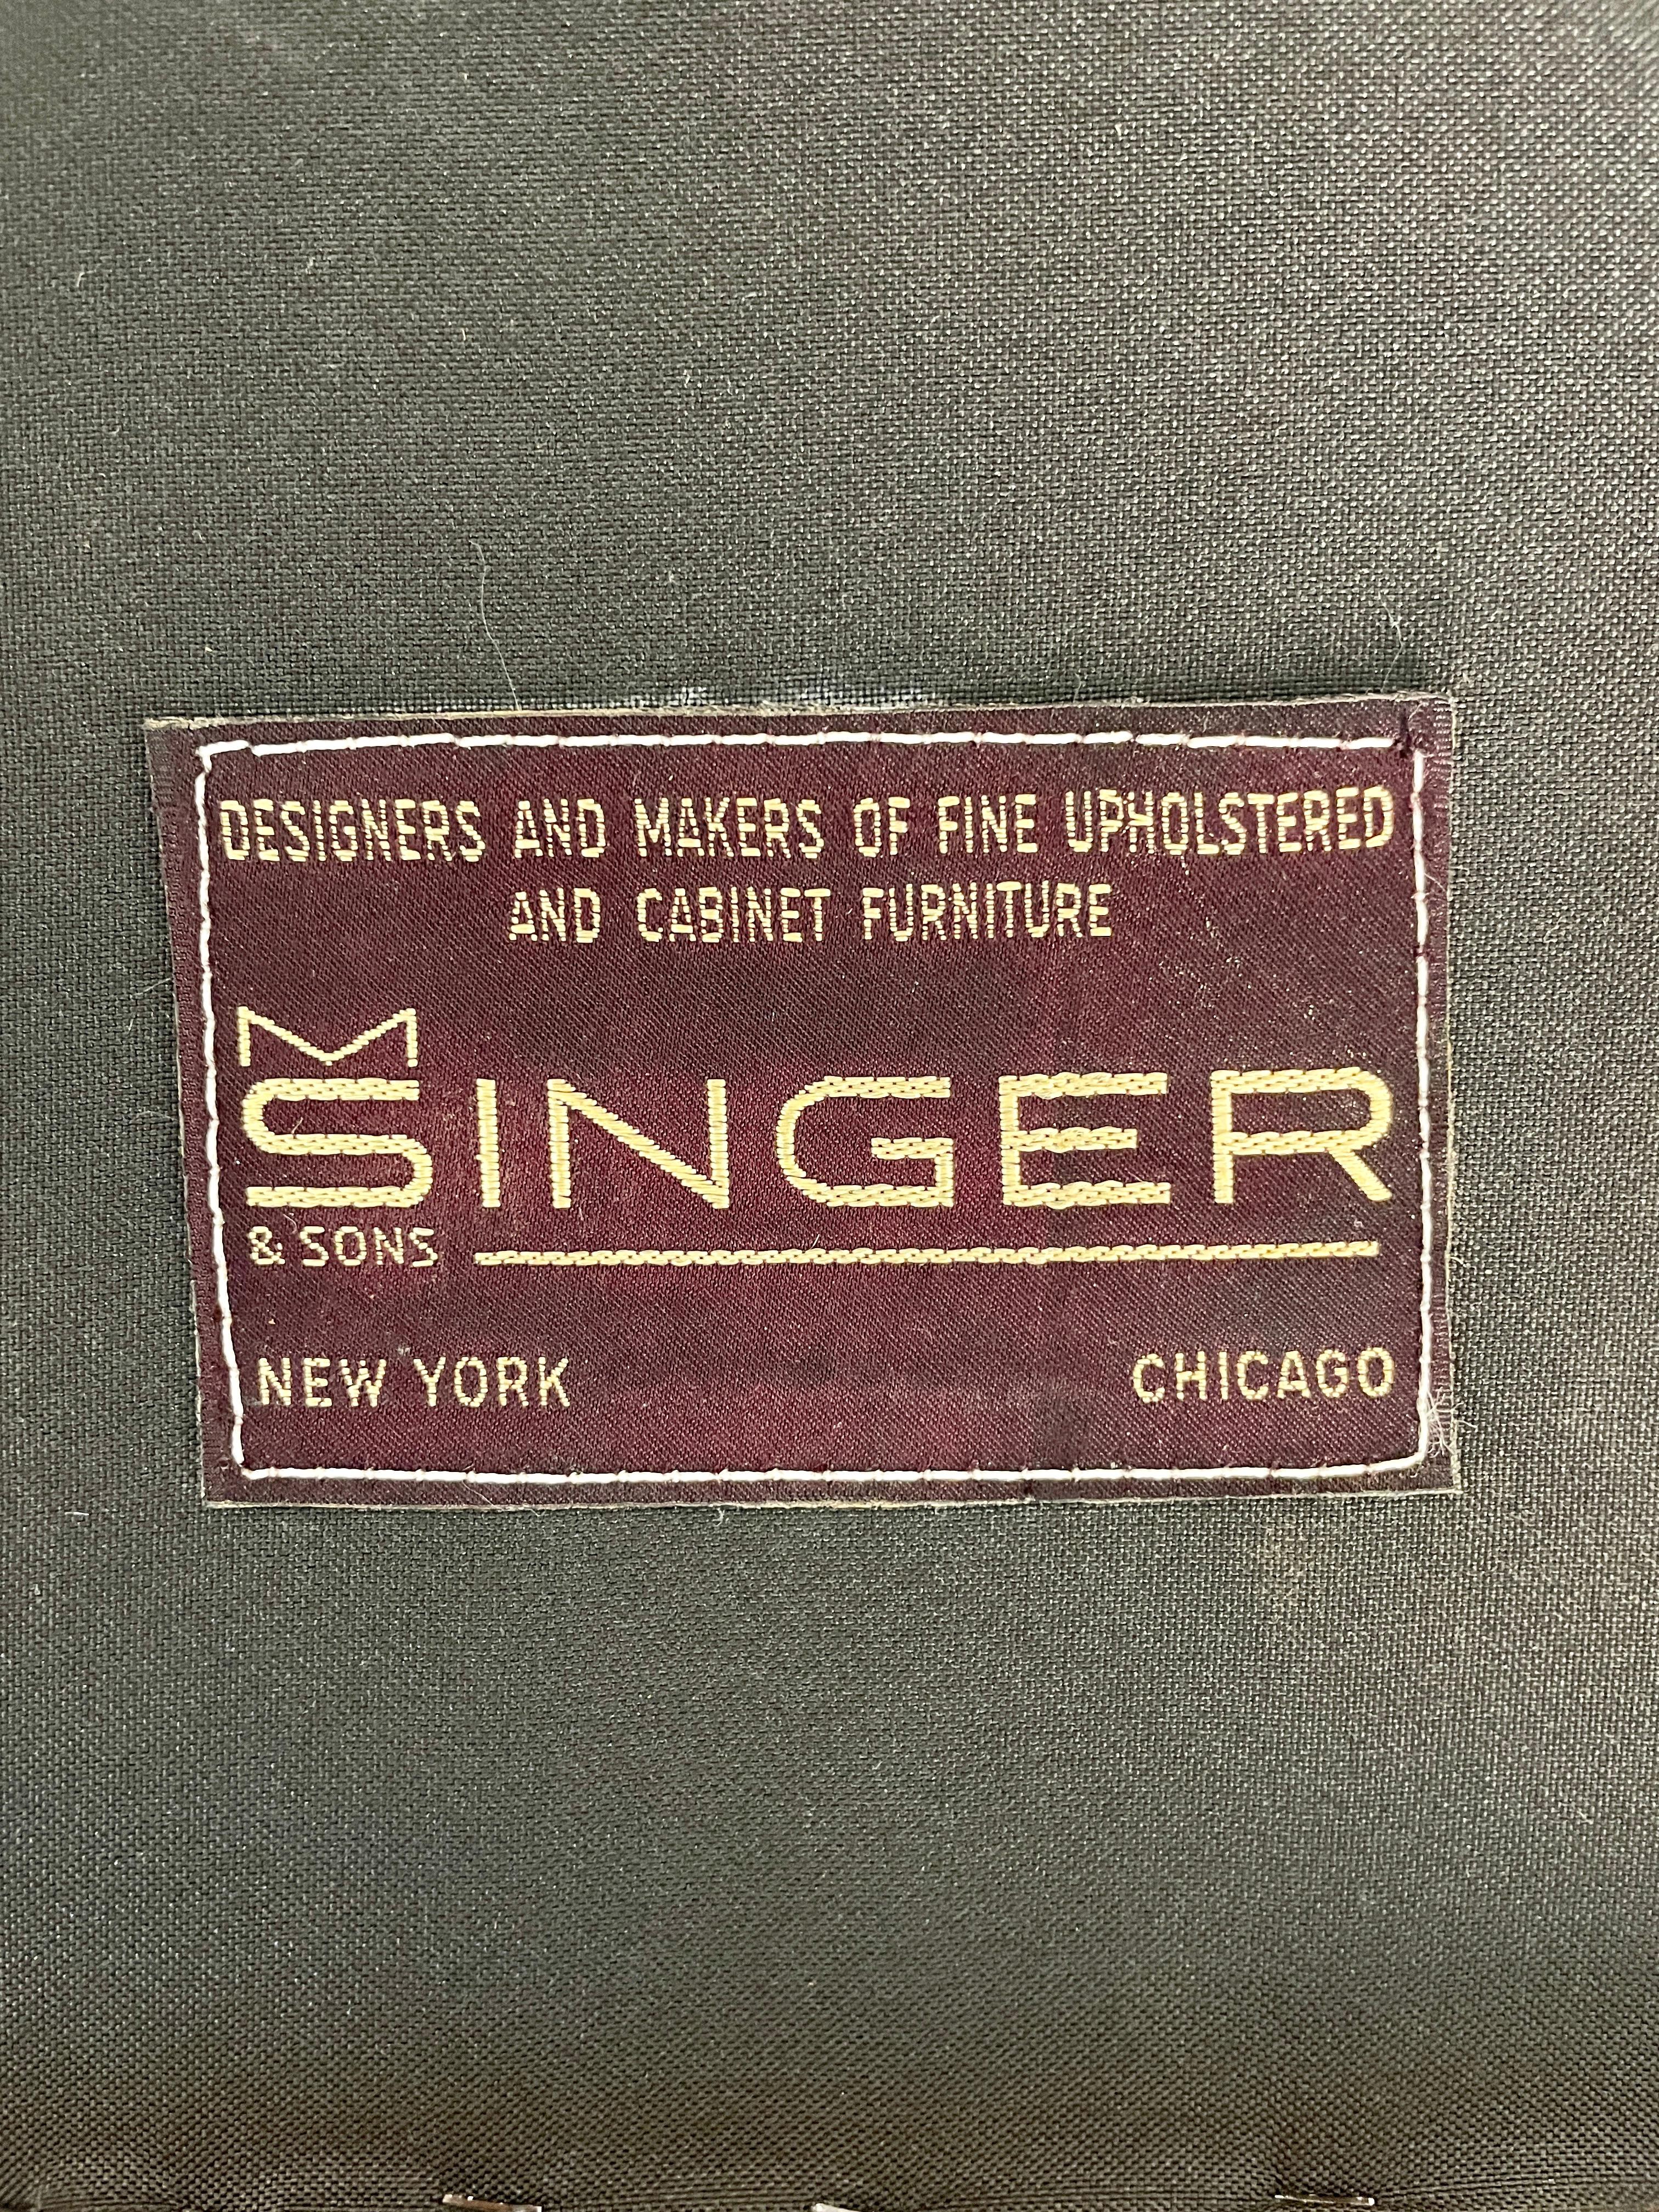 DESIGNERS AND MAKERS OF FINE UPHOLSTERED
AND CABINET FURNITURE
M
SINGER
& SONS
NEW YORK CHICAGO